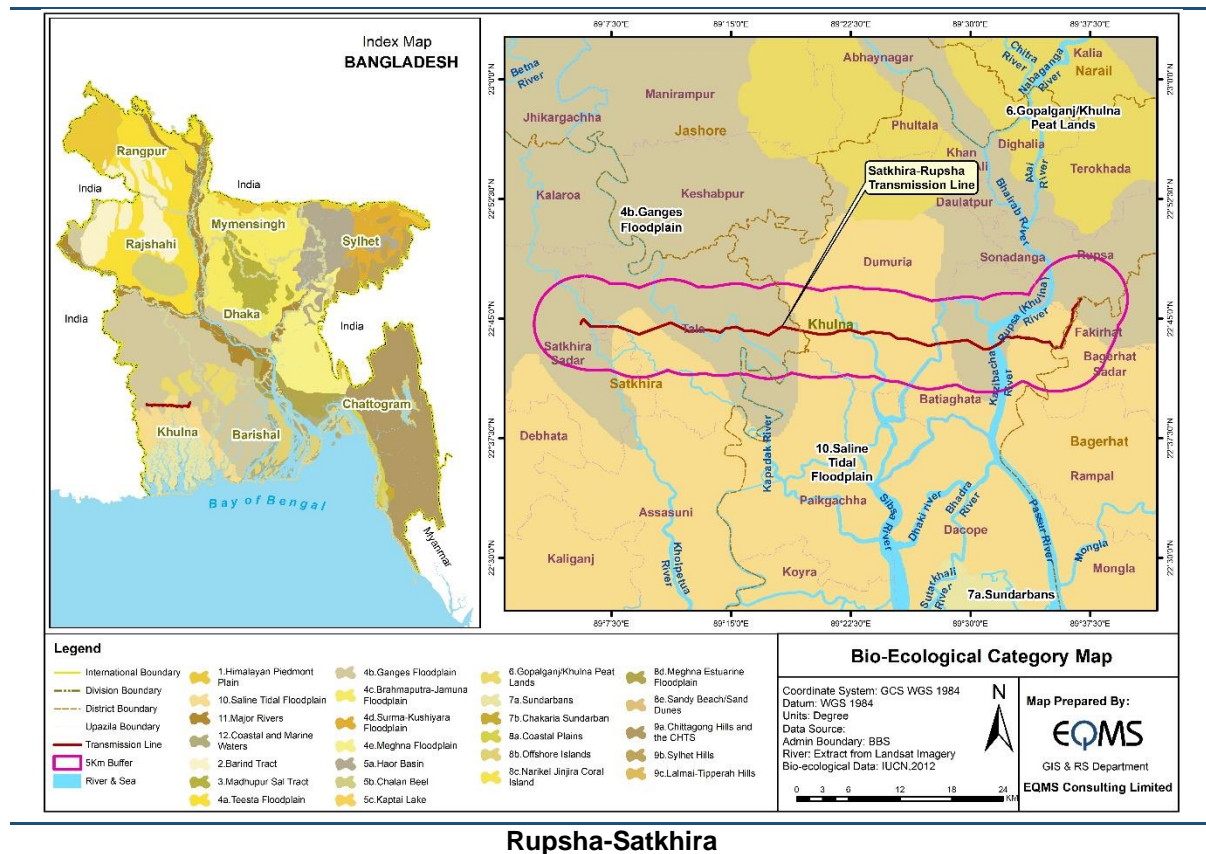 Index Map
BANGLADESH
Rangpur
India
India
Mymensingh
Sylhet
Rajshahi
India
Dhaka
India
Khulna
Barishal
Chattogram
Bay of Bengal
Myanmar
89°7'30"E
89°15'0"E
89°22'30"E
89°30'0"E
89°37'30"E
23°0'0"N
22°52'30"N
22°45'0"N
22°37'30"N
22°30'0"N
23°0'0"N
22°52'30"N
22°45'0"N
22°37'30"N
22°30'0"N
89°7'30"E
89°15'0"E
89°22'30"E
89°30'0"E
89°37'30"E
Betna
River
Abhaynagar
Chitra
River
Nabaganga
River
Kalia
Narail
Manirampur
Jhikargachha
Jashore
Phultala
6.Gopalganj/Khulna
Peat Lands
Khan
Dighalia
Atai
River
Terokhada
Satkhira-Rupsha
Transmission Line
Kalaroa
Keshabpur
Daulatpur
Bhairab River
4b.Ganges
Floodplain
Dumuria
Sonadanga
Rupsa
Rupsa (Khulna)
River
Tala
Khulna
Satkhira
Sadar
Satkhira
Fakirhat
Bagerhat
Sadar
Kazibacha
River
Batiaghata
Debhata
Kapadak River
10.Saline
Tidal
Floodplain
Bagerhat
Rampal
Paikgachha
Sibsa River
Dhaki river
Bhadra
River
Assasuni
Dacope
Passur River
Kaliganj
Kholpetua
River
Koyra
Mongla
Mongla
Sutarkhali
River
7a.Sundarbans
Legend
International Boundary
Division Boundary
District Boundary
Upazila Boundary
Transmission Line
5Km Buffer
River & Sea
1.Himalayan Piedmont
Plain
10.Saline Tidal Floodplain
11.Major Rivers
12.Coastal and Marine
Waters
2.Barind Tract
3.Madhupur Sal Tract
4a.Teesta Floodplain
4b.Ganges Floodplain
4c.Brahmaputra-Jamuna
Floodplain
4d.Surma-Kushiyara
Floodplain
4e.Meghna Floodplain
5a.Haor Basin
5b.Chalan Beel
5c.Kaptai Lake
6.Gopalganj/Khulna Peat
Lands
7a.Sundarbans
7b.Chakaria Sundarban
8a.Coastal Plains
8b.Offshore Islands
8c.Narikel Jinjira Coral
Island
8d.Meghna Estuarine
Floodplain
8e.Sandy Beach/Sand
Dunes
9a.Chittagong Hills and
the CHTS
9b.Sylhet Hills
9c.Lalmai-Tipperah Hills
Bio-Ecological Category Map
Coordinate System: GCS WGS 1984
Datum: WGS 1984
Units: Degree
Data Source:
Admin Boundary: BBS
River: Extract from Landsat Imagery
Bio-ecological Data: IUCN,2012
N
0 3 6 12 18 24
KM
Map Prepared By:
EQMS
GIS & RS Department
EQMS Consulting Limited
Rupsha-Satkhira